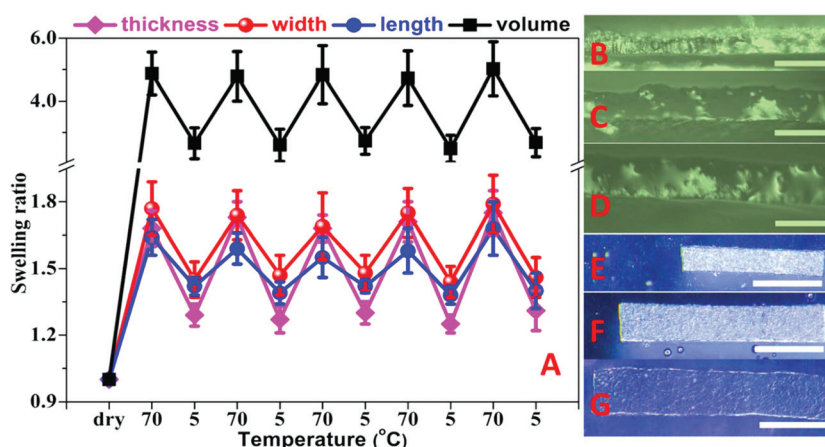 thickness width length volume
6.0
4.0
1.8
1.5
1.2
0.9
Swelling ratio
dry 70 5 70 5 70 5 70 5 70 5
Temperature (°C)
A
B
C
D
E
F
G